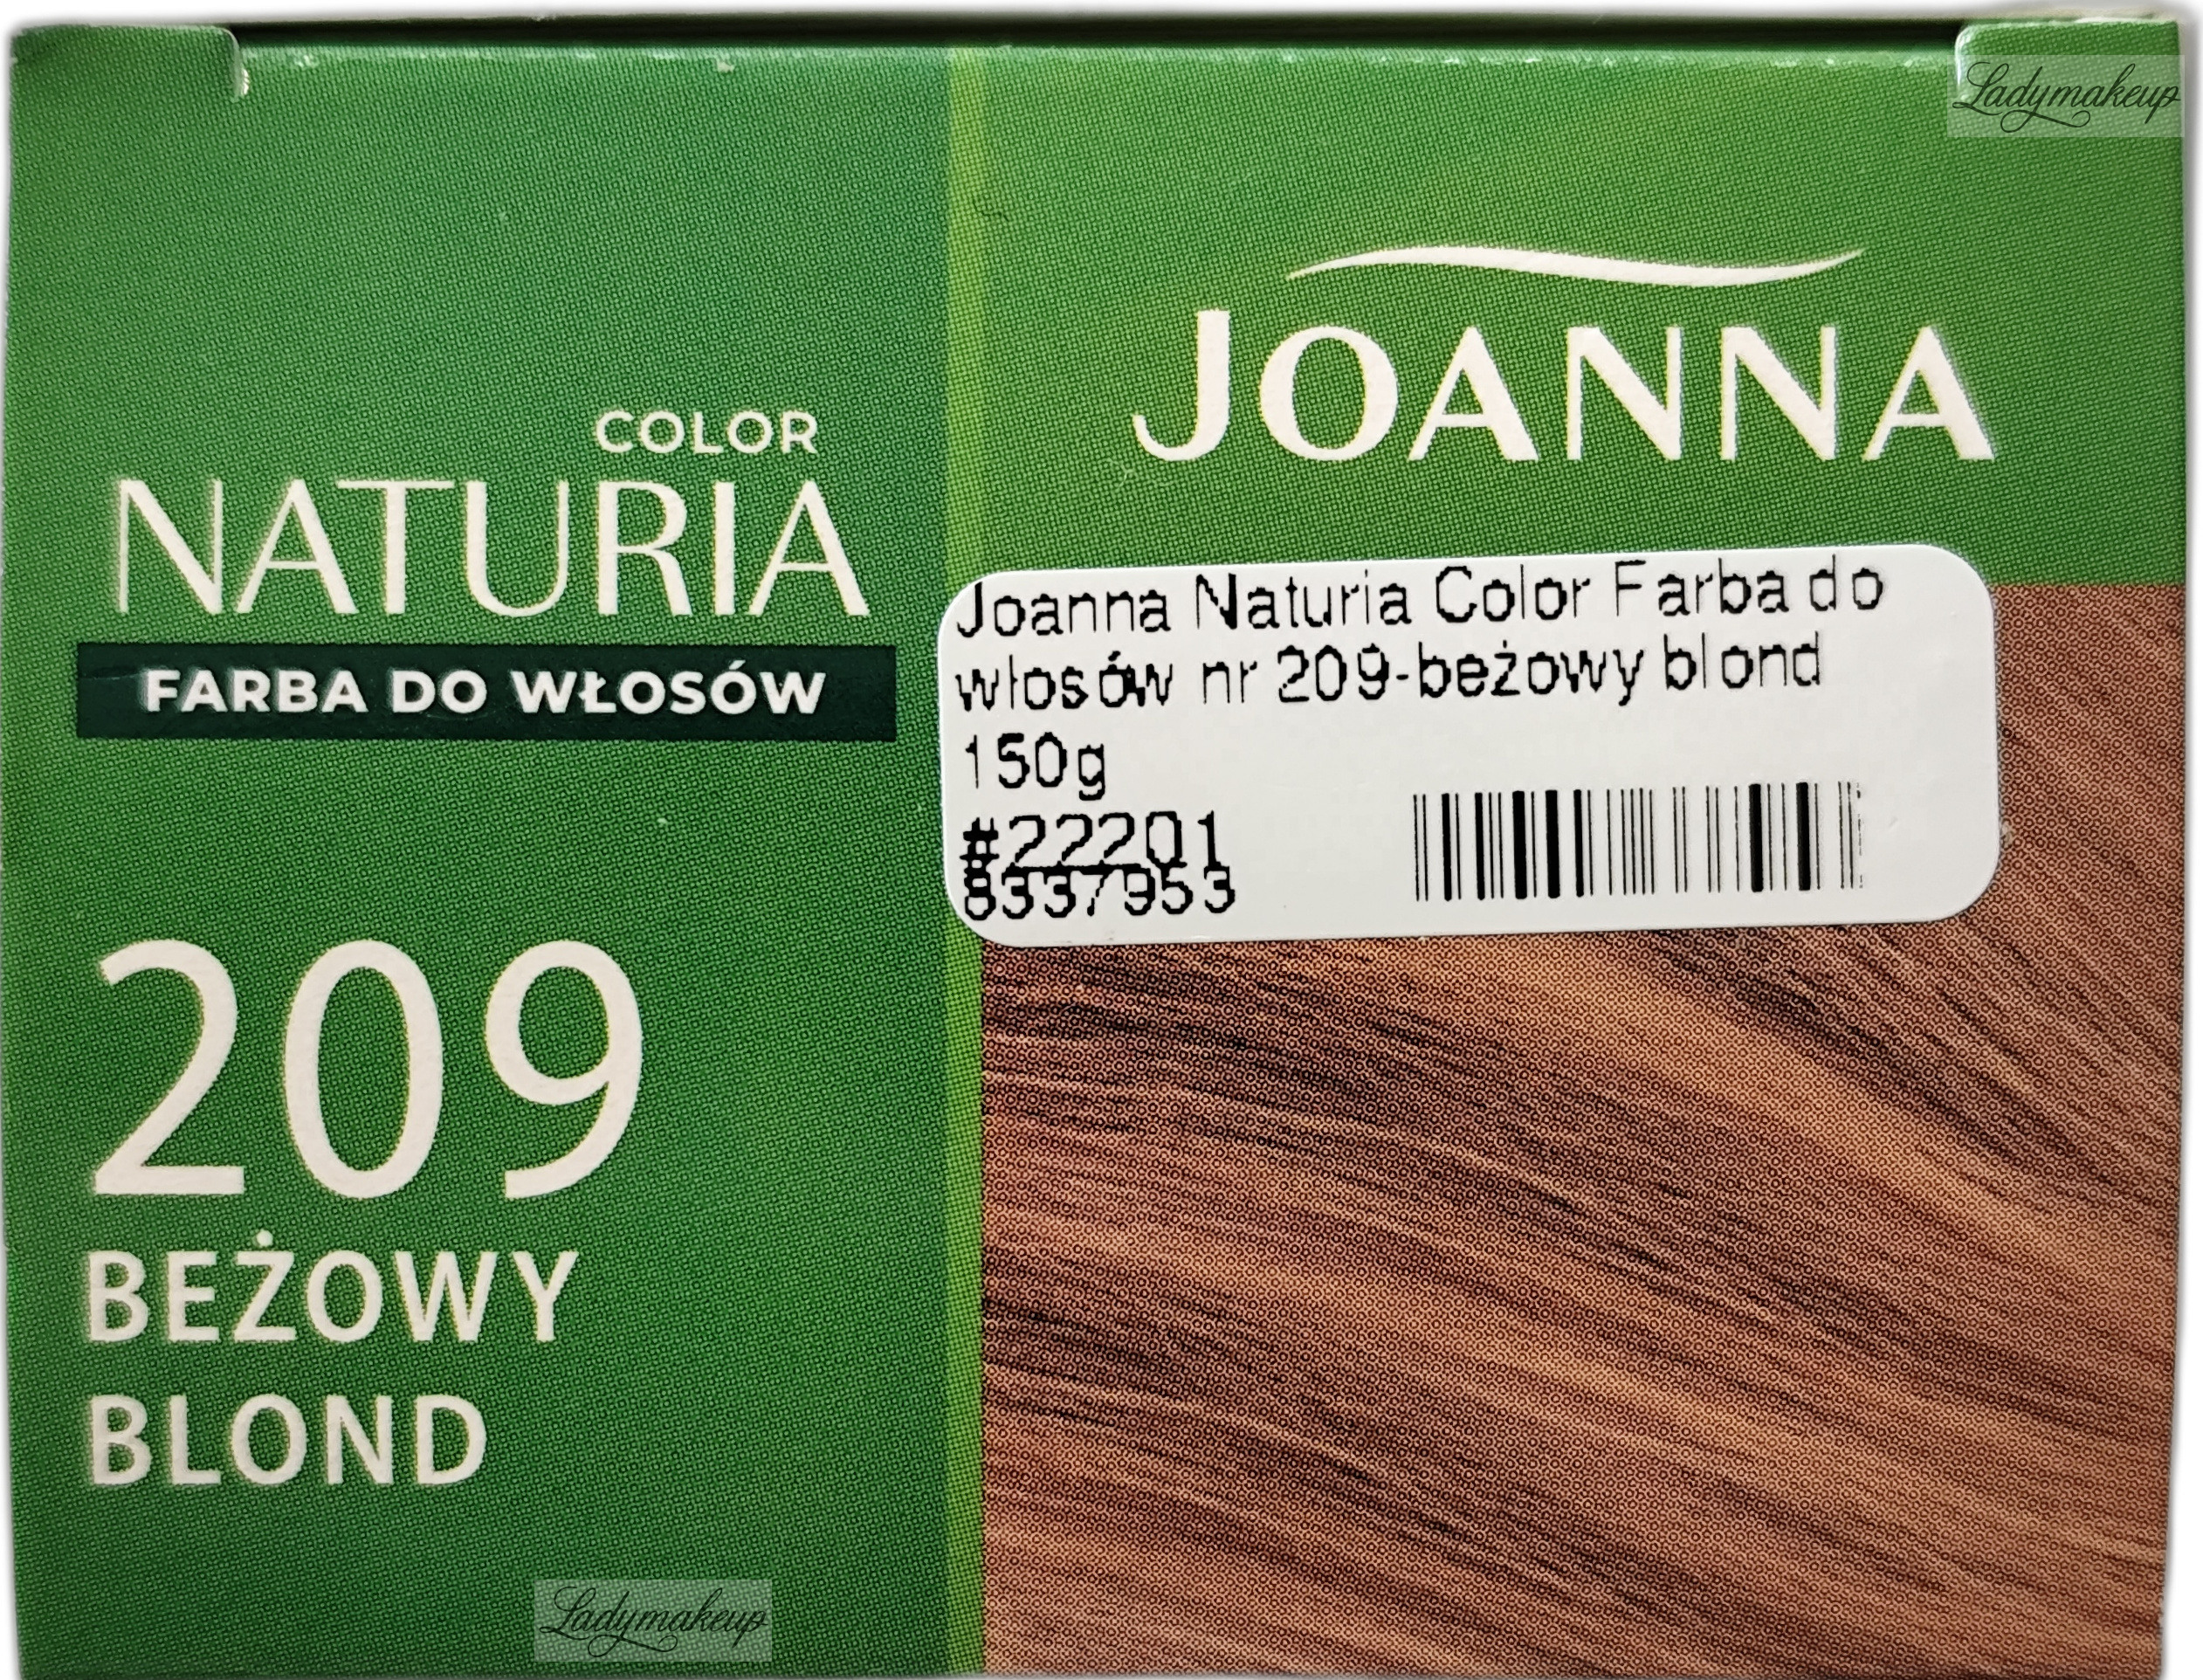 Ladymakeup
COLOR
NATURIA
FARBA DO WŁOSÓW
209
BEŻOWY
BLOND
JOANNA
Joanna Naturia Color Farba do
włosów nr 209-beżowy blond
150g
#22201
8337953
Ladymakeup